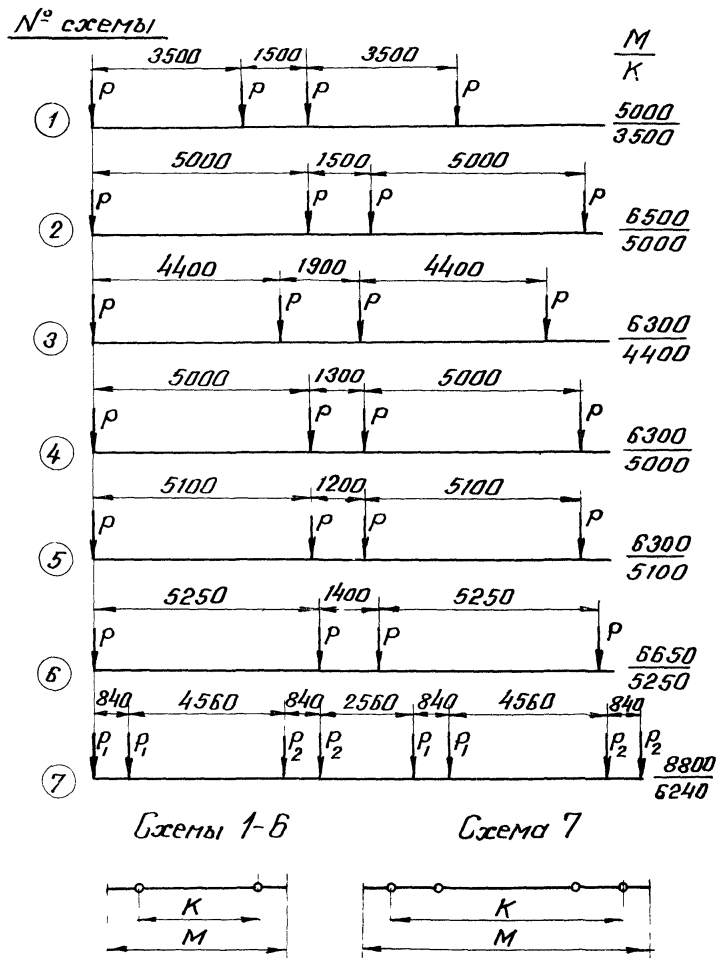 № схемы
M
K
3500 1500 3500
P P P P
1
5000
3500
5000 1500 5000
P P P P
2
6500
5000
4400 1900 4400
P P P P
3
6300
4400
5000 1300 5000
P P P P
4
6300
5000
5100 1200 5100
P P P P
5
6300
5100
5250 1400 5250
P P P P
6
6650
5250
840 4560 840 2560 840 4560 840
P1 P1 P2 P2 P1 P1 P2 P2
7
8800
6240
Схемы 1-6 Схема 7
K K
M M